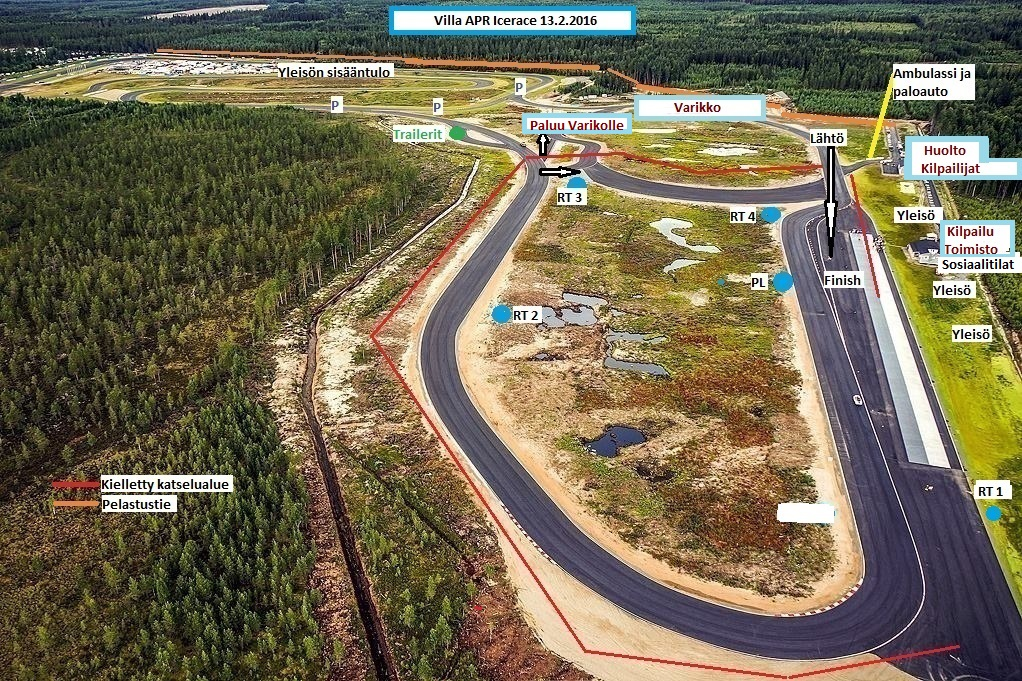 Villa APR Icerace 13.2.2016
Yleisön sisääntulo
Ambulassi ja
paloauto
P
P
P
Varikko
Trailerit
Paluu Varikolle
Lähtö
Huolto
Kilpailijat
RT 3
RT 4
Yleisö
Kilpailu
Toimisto
Sosiaalitilat
PL
Finish
Yleisö
RT 2
Yleisö
Kielletty katselualue
Pelastustie
RT 1